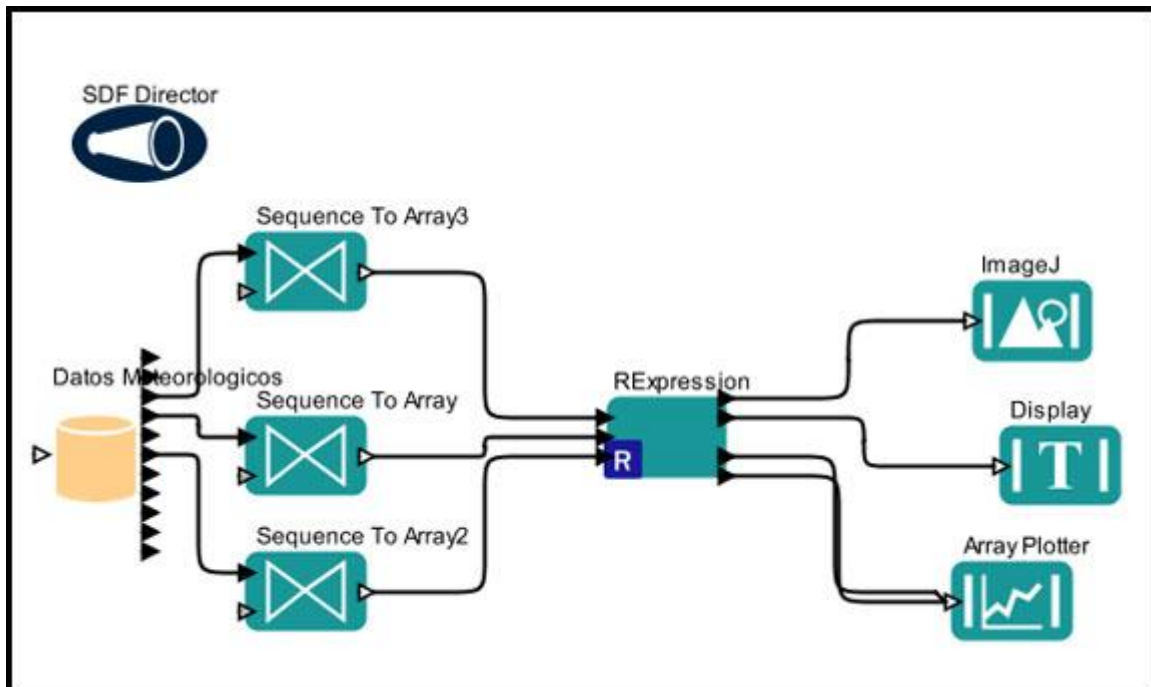 SDF Director
Sequence To Array3
ImageJ
Datos Meteorologicos
Sequence To Array
RExpression
Display
R
T
Sequence To Array2
Array Plotter